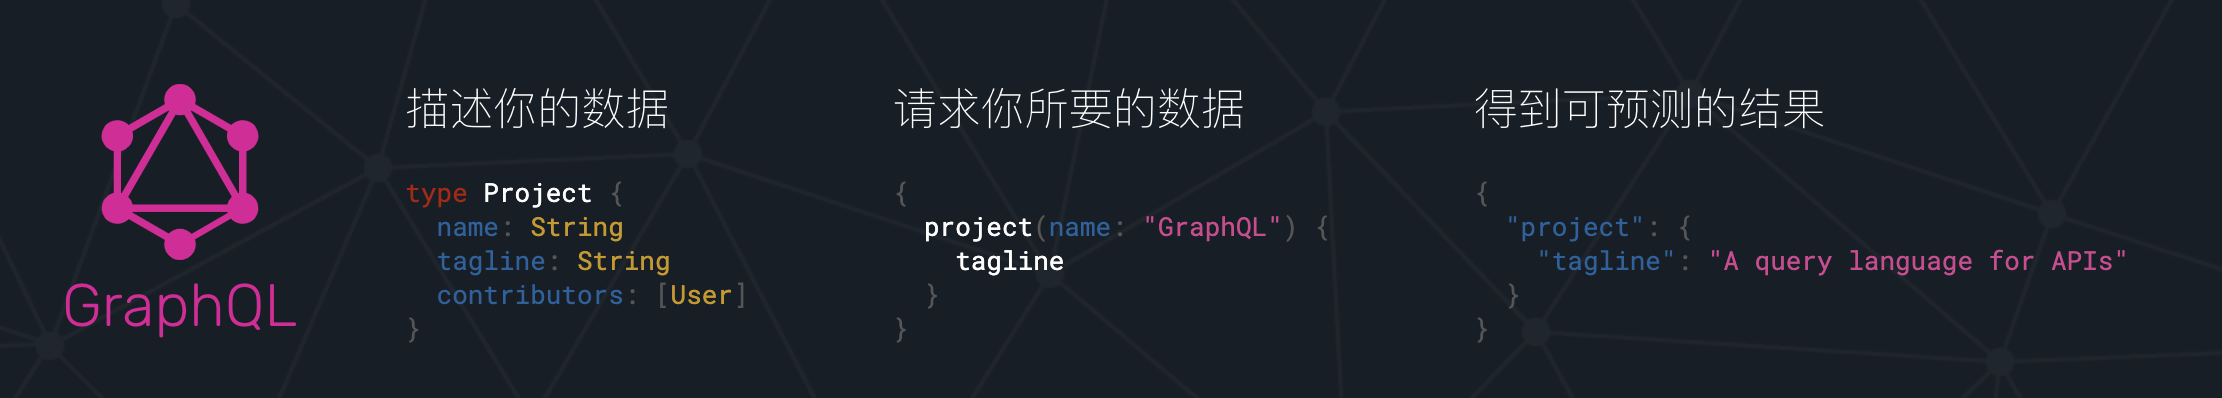 GraphQL
描述你的数据
type Project {
  name: String
  tagline: String
  contributors: [User]
}
请求你所要的数据
{
  project(name: "GraphQL") {
    tagline
  }
}
得到可预测的结果
{
  "project": {
    "tagline": "A query language for APIs"
  }
}